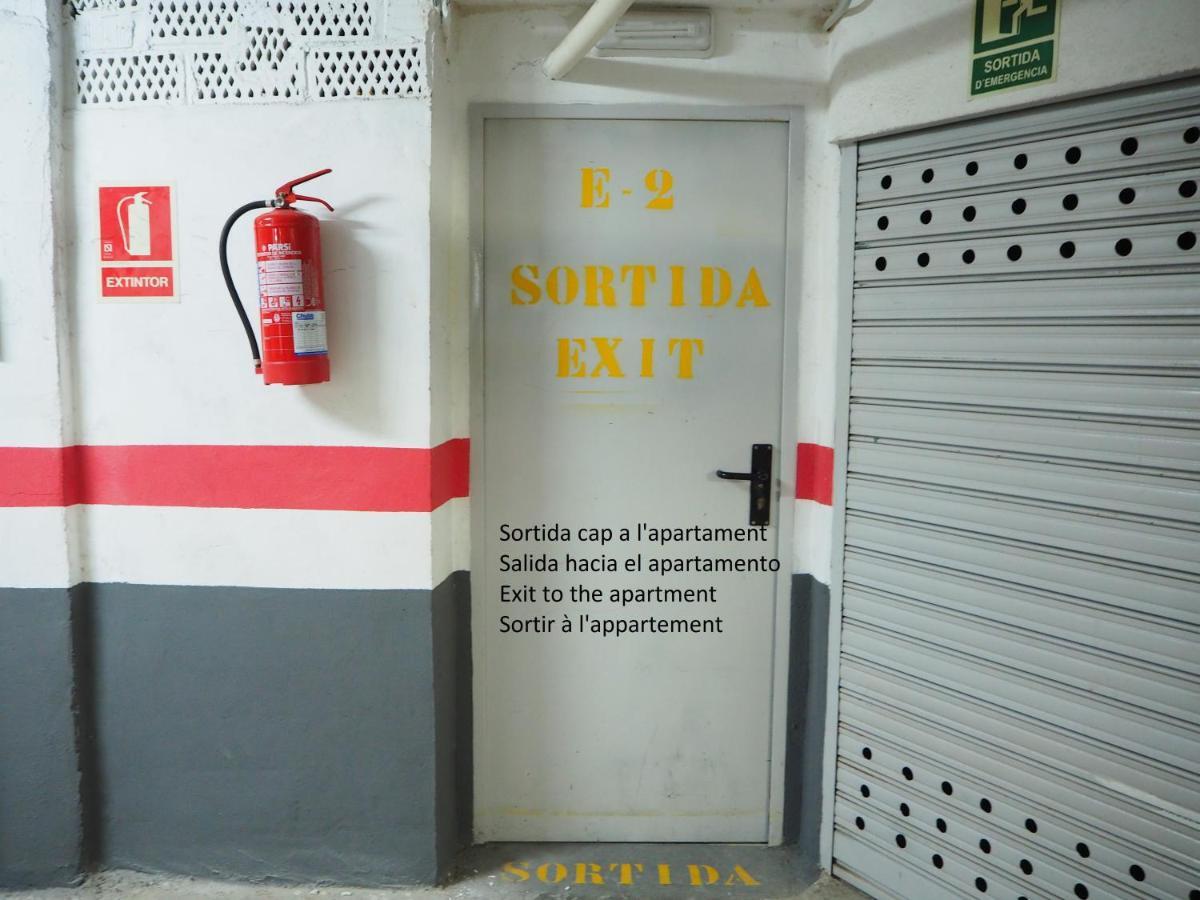 SORTIDA
D'EMERGENCIA
E-2
SORTIDA
EXIT
EXTINTOR
PARSI
Sortida cap a l'apartament
Salida hacia el apartamento
Exit to the apartment
Sortir à l'appartement
SORTIDA